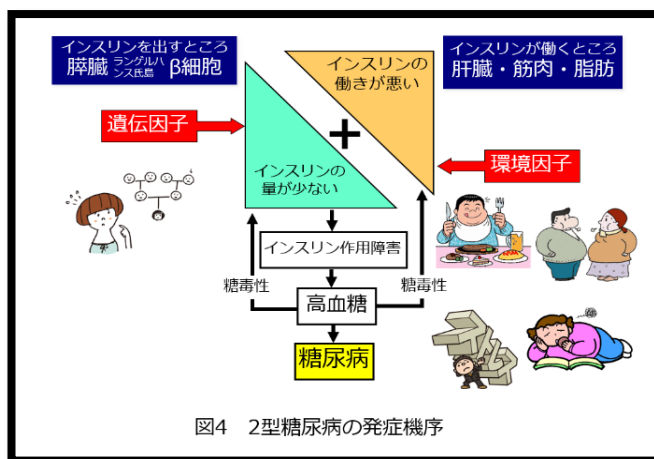 インスリンを出すところ
膵臓 ランゲルハンス氏島 β細胞
インスリンの
働きが悪い
インスリンが働くところ
肝臓・筋肉・脂肪
遺伝因子
+
環境因子
インスリンの
量が少ない
インスリン作用障害
糖毒性
高血糖
糖毒性
糖尿病
ストレス
図4 2型糖尿病の発症機序